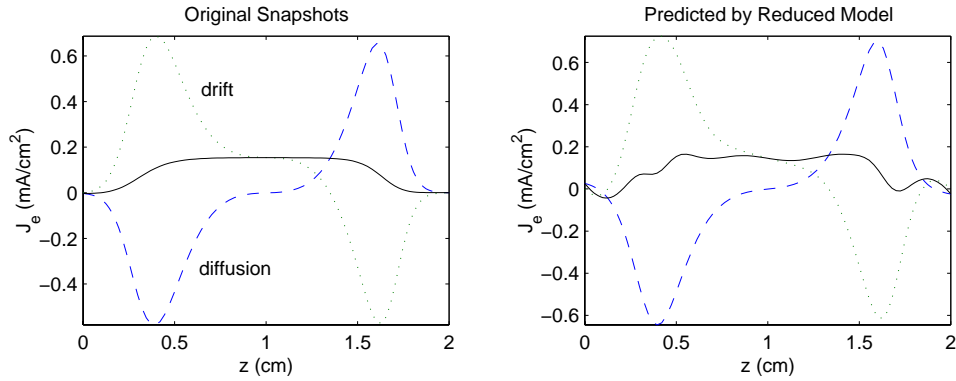 Original Snapshots
J_e (mA/cm^2)
0.6
0.4
0.2
0
−0.2
−0.4
drift
diffusion
0
0.5
1
1.5
2
z (cm)
Predicted by Reduced Model
J_e (mA/cm^2)
0.6
0.4
0.2
0
−0.2
−0.4
−0.6
0
0.5
1
1.5
2
z (cm)